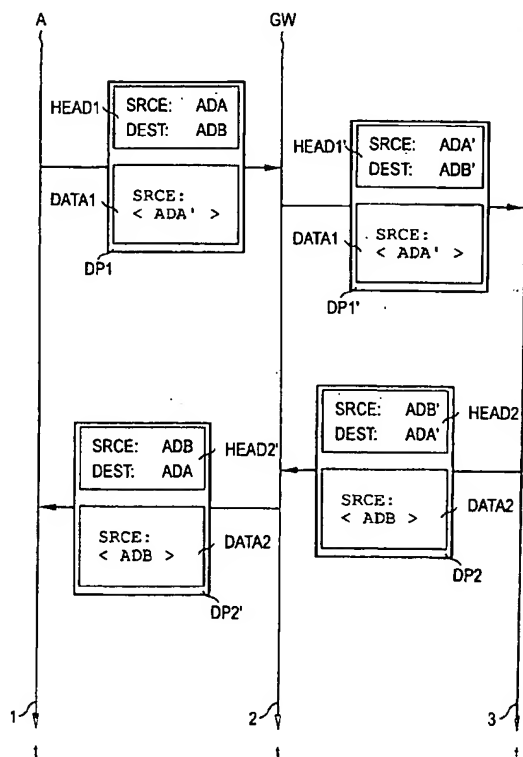 A GW
HEAD1
SRCE: ADA
DEST: ADB
DATA1
SRCE:
< ADA' >
DP1
HEAD1'
SRCE: ADA'
DEST: ADB'
DATA1
SRCE:
< ADA' >
DP1'
SRCE: ADB'
DEST: ADA'
HEAD2
SRCE:
< ADB >
DATA2
DP2
SRCE: ADB
DEST: ADA
HEAD2'
SRCE:
< ADB >
DATA2
DP2'
1 2 3
t t t